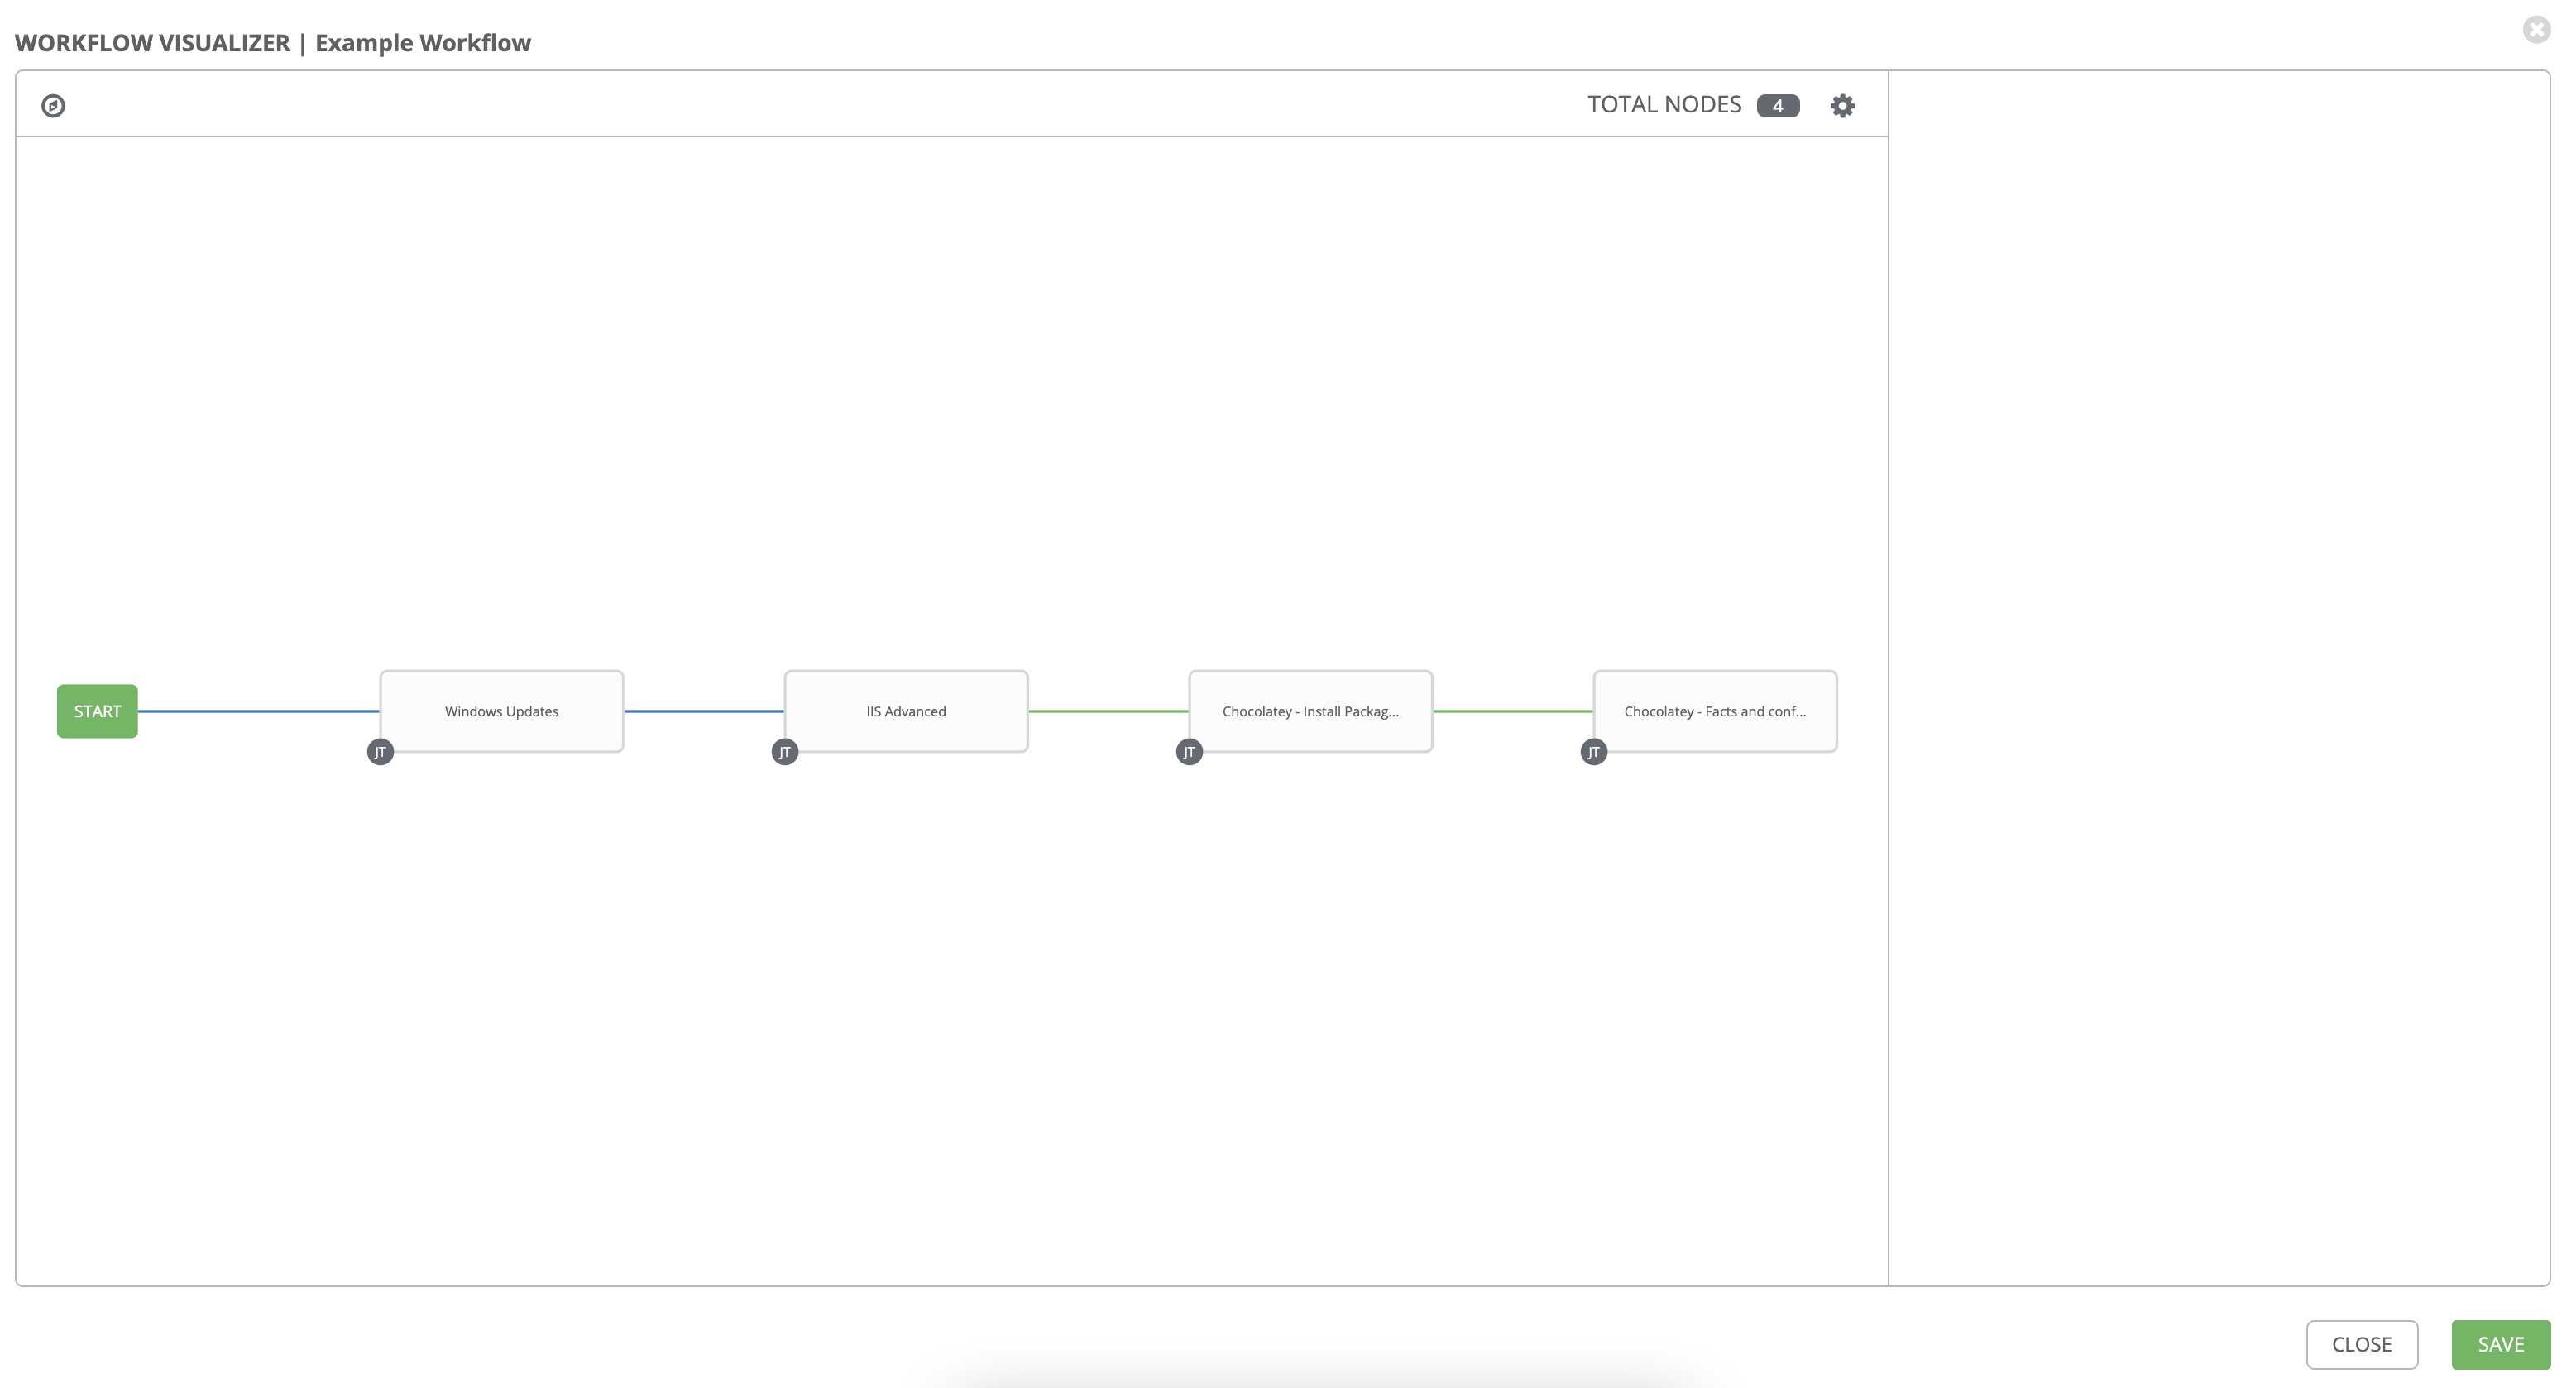 WORKFLOW VISUALIZER | Example Workflow
TOTAL NODES 4
START
Windows Updates
IIS Advanced
Chocolatey - Install Packag...
Chocolatey - Facts and conf...
JT
JT
JT
JT
CLOSE
SAVE